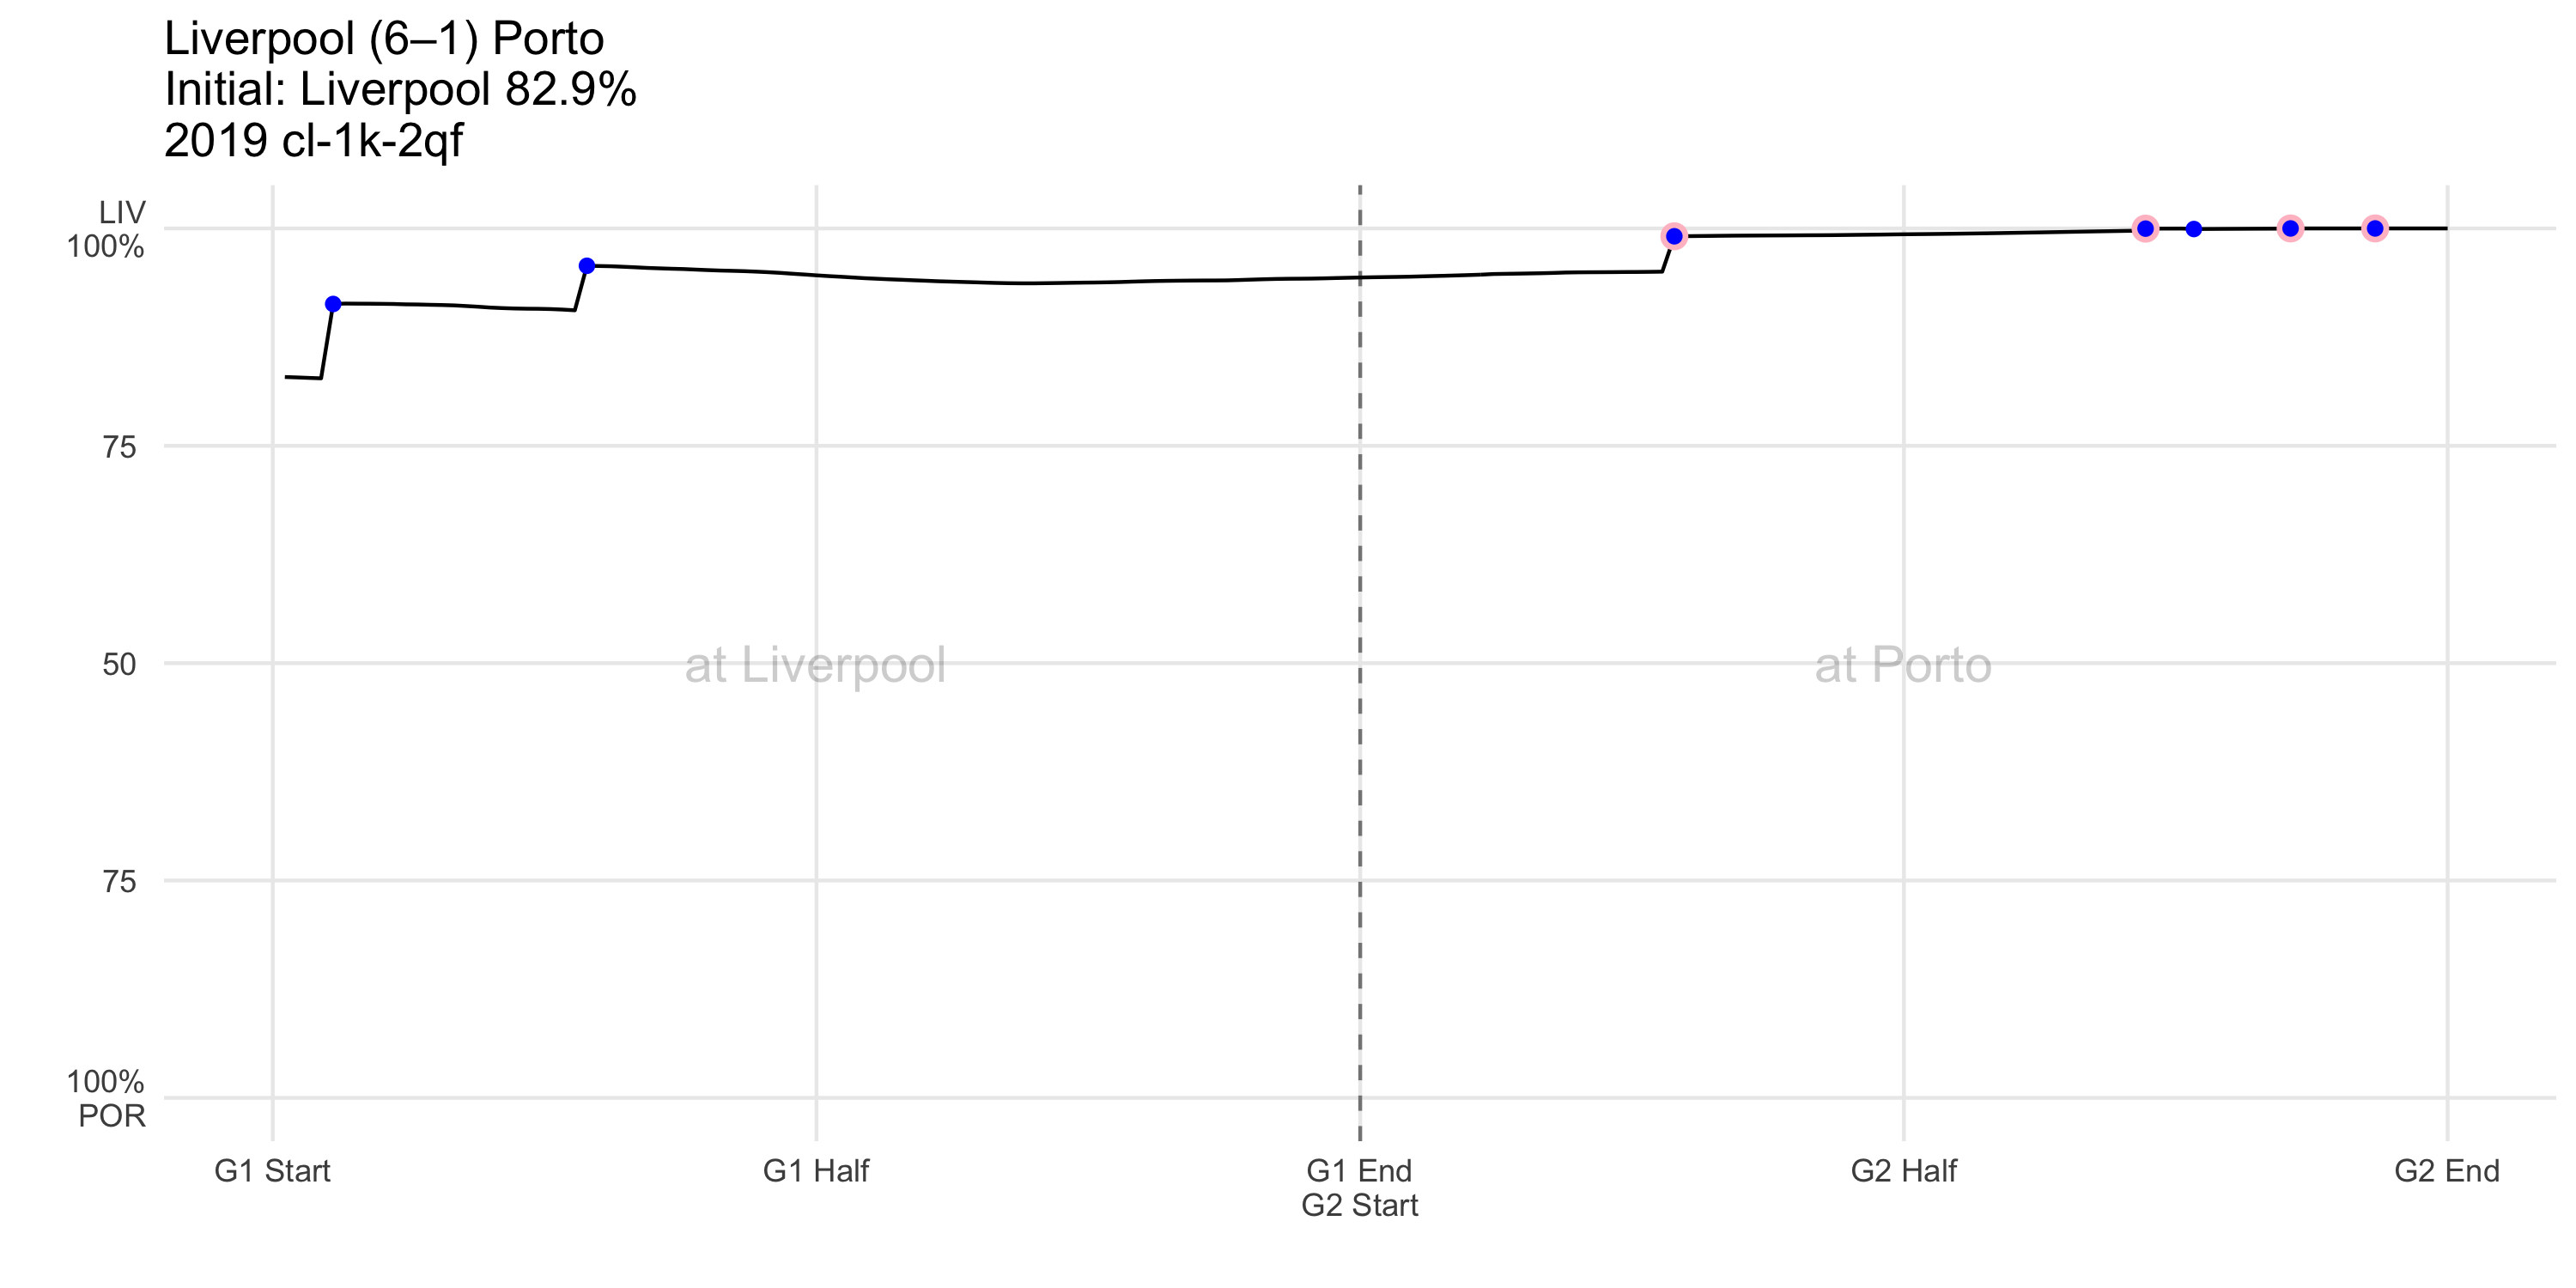 Liverpool (6–1) Porto
Initial: Liverpool 82.9%
2019 cl-1k-2qf
LIV
100%
75
50
75
100%
POR
at Liverpool
at Porto
G1 Start
G1 Half
G1 End
G2 Start
G2 Half
G2 End